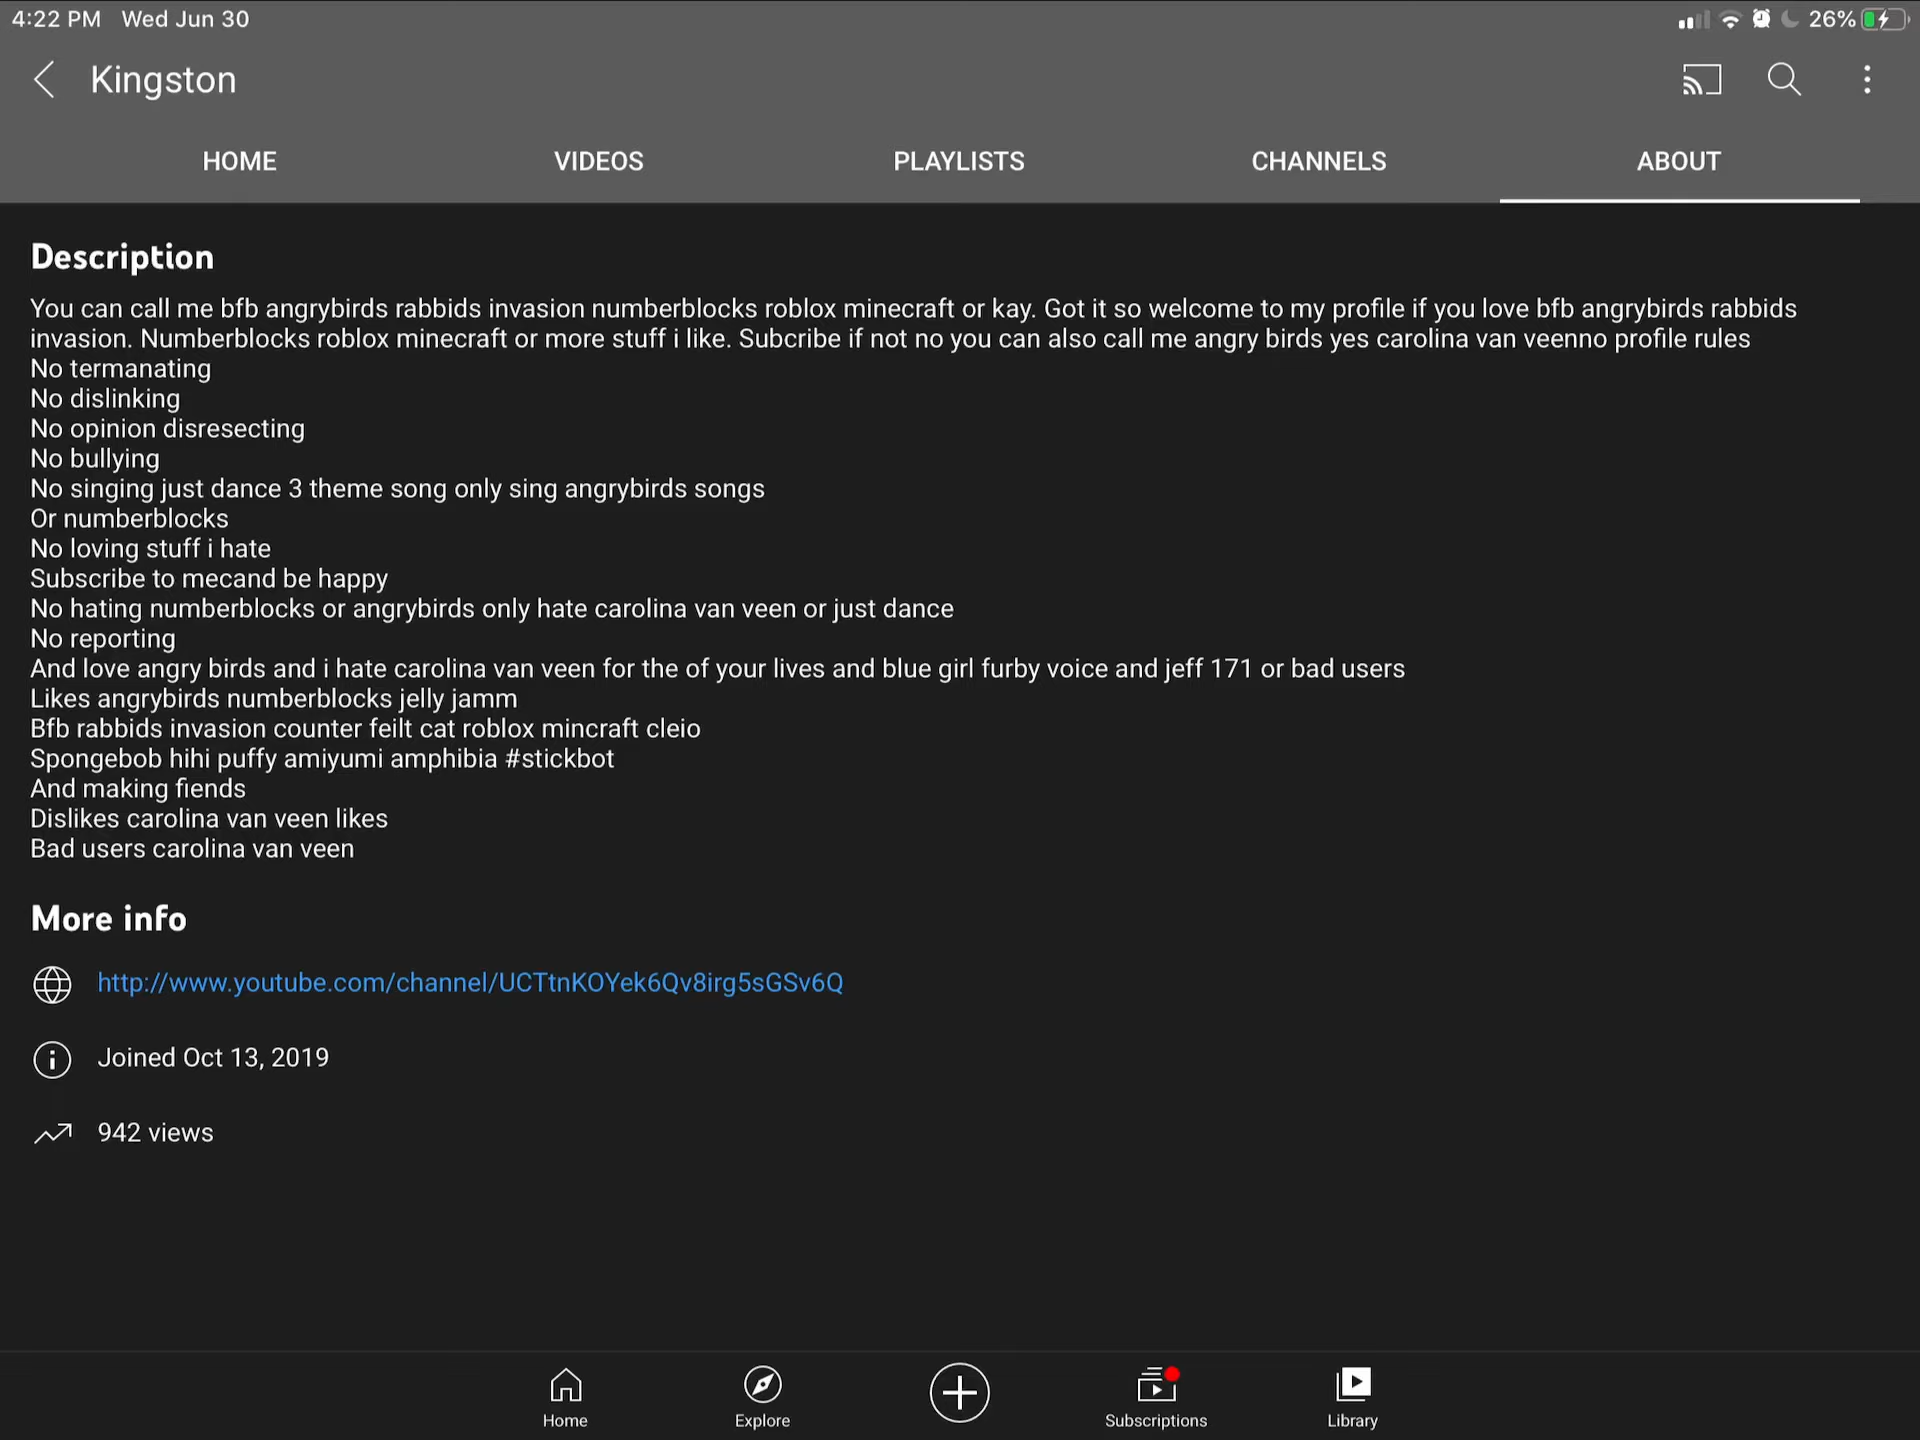 4:22 PM Wed Jun 30 26%
Kingston
HOME VIDEOS PLAYLISTS CHANNELS ABOUT
Description
You can call me bfb angrybirds rabbids invasion numberblocks roblox minecraft or kay. Got it so welcome to my profile if you love bfb angrybirds rabbids
invasion. Numberblocks roblox minecraft or more stuff i like. Subcribe if not no you can also call me angry birds yes carolina van veenno profile rules
No termanating
No dislinking
No opinion disresecting
No bullying
No singing just dance 3 theme song only sing angrybirds songs
Or numberblocks
No loving stuff i hate
Subscribe to mecand be happy
No hating numberblocks or angrybirds only hate carolina van veen or just dance
No reporting
And love angry birds and i hate carolina van veen for the of your lives and blue girl furby voice and jeff 171 or bad users
Likes angrybirds numberblocks jelly jamm
Bfb rabbids invasion counter feilt cat roblox mincraft cleio
Spongebob hihi puffy amiyumi amphibia #stickbot
And making fiends
Dislikes carolina van veen likes
Bad users carolina van veen
More info
http://www.youtube.com/channel/UCTtnKOYek6Qv8irg5sGSv6Q
Joined Oct 13, 2019
942 views
Home Explore Subscriptions Library